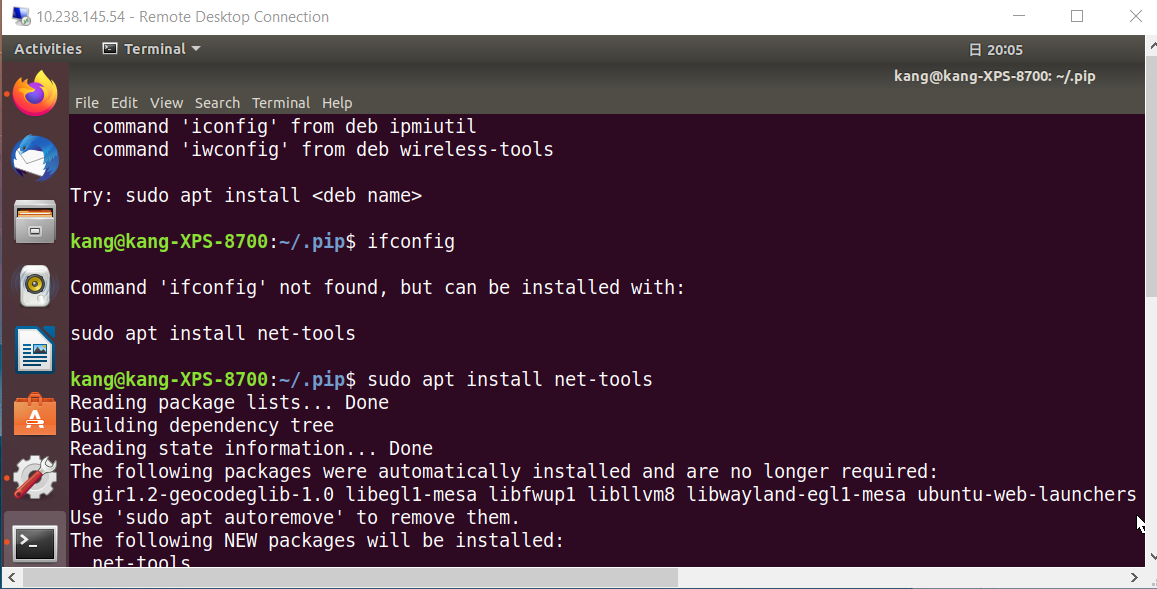 10.238.145.54 - Remote Desktop Connection
Activities Terminal 日 20:05
kang@kang-XPS-8700: ~/.pip
File Edit View Search Terminal Help
command 'iconfig' from deb ipmiutil
command 'iwconfig' from deb wireless-tools
Try: sudo apt install <deb name>
kang@kang-XPS-8700:~/.pip$ ifconfig
Command 'ifconfig' not found, but can be installed with:
sudo apt install net-tools
kang@kang-XPS-8700:~/.pip$ sudo apt install net-tools
Reading package lists... Done
Building dependency tree
Reading state information... Done
The following packages were automatically installed and are no longer required:
gir1.2-geocodeglib-1.0 libegl1-mesa libfwup1 libllvm8 libwayland-egl1-mesa ubuntu-web-launchers
Use 'sudo apt autoremove' to remove them.
The following NEW packages will be installed:
net-tools